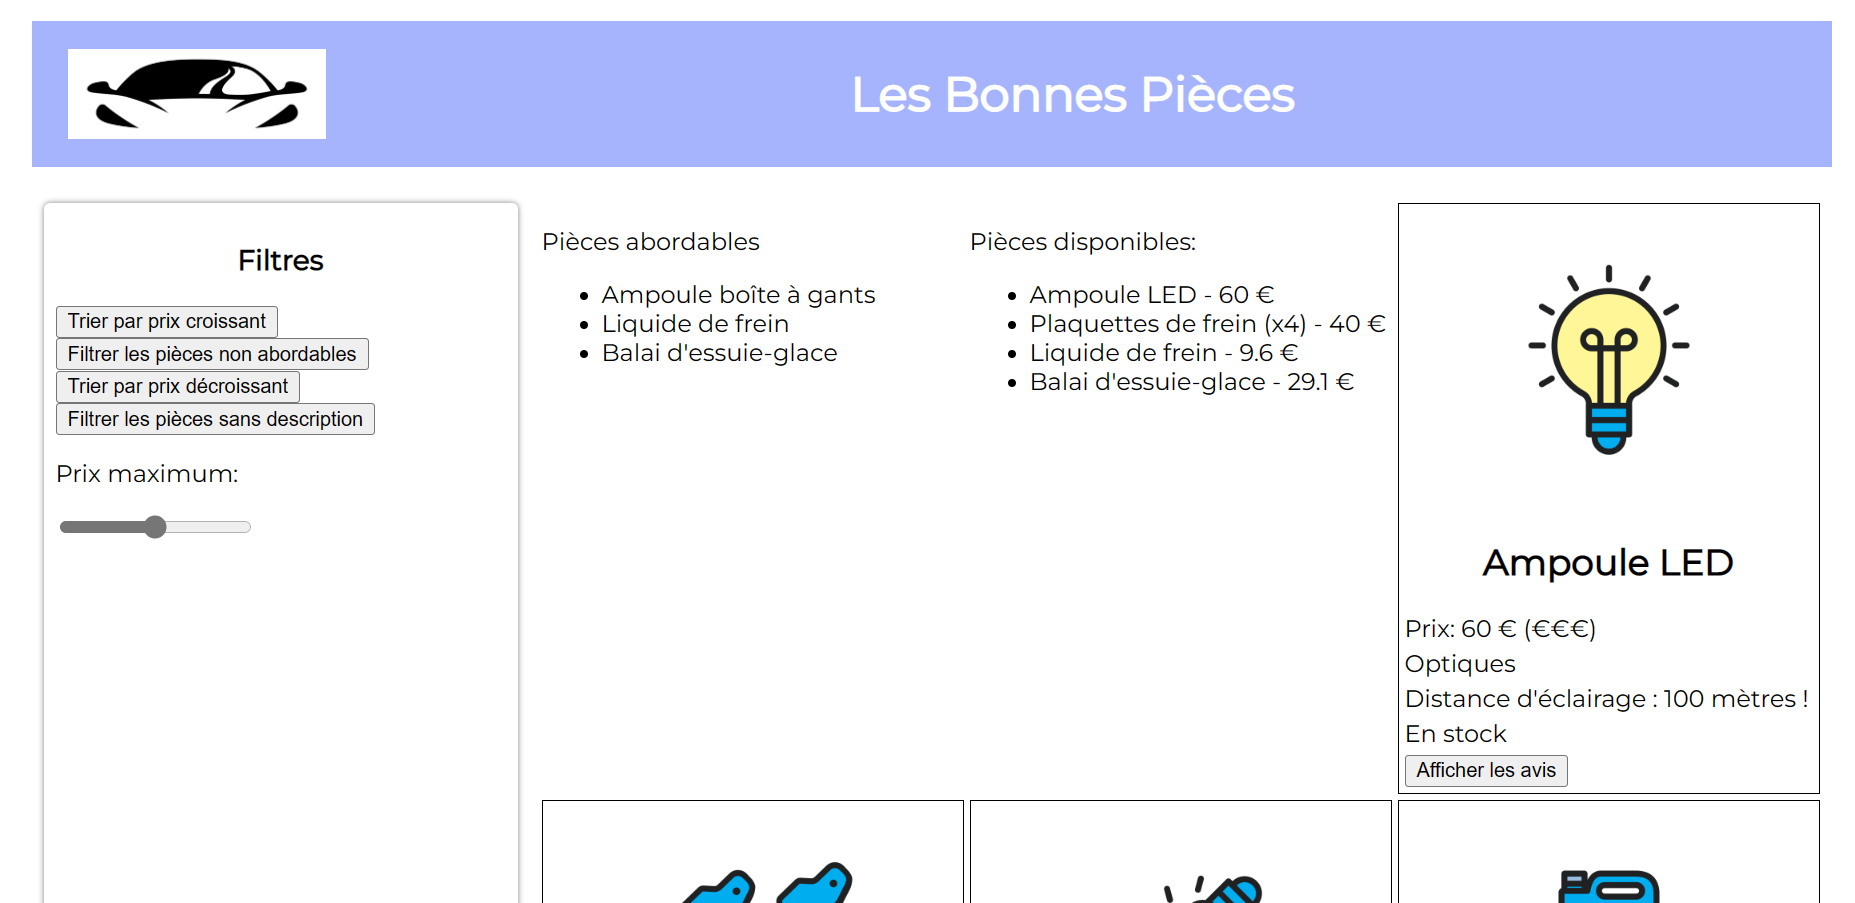 Les Bonnes Pièces
Filtres
Trier par prix croissant
Filtrer les pièces non abordables
Trier par prix décroissant
Filtrer les pièces sans description
Prix maximum:
Pièces abordables
Ampoule boîte à gants
Liquide de frein
Balai d'essuie-glace
Pièces disponibles:
Ampoule LED - 60 €
Plaquettes de frein (x4) - 40 €
Liquide de frein - 9.6 €
Balai d'essuie-glace - 29.1 €
Ampoule LED
Prix: 60 € (€€€)
Optiques
Distance d'éclairage : 100 mètres !
En stock
Afficher les avis